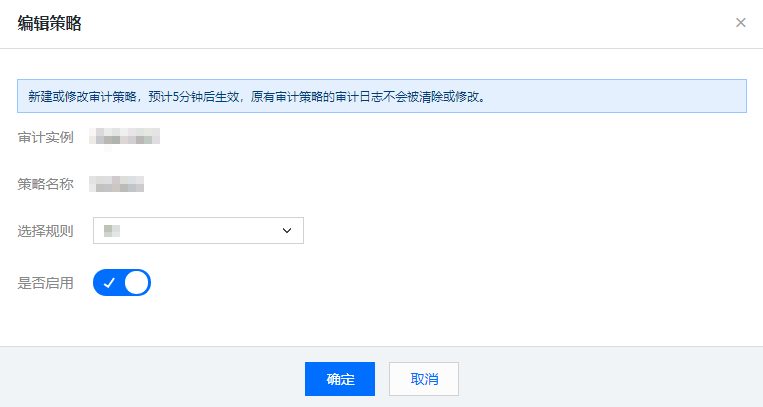 编辑策略
新建或修改审计策略，预计5分钟后生效，原有审计策略的审计日志不会被清除或修改。
审计实例
策略名称
选择规则
是否启用
确定
取消